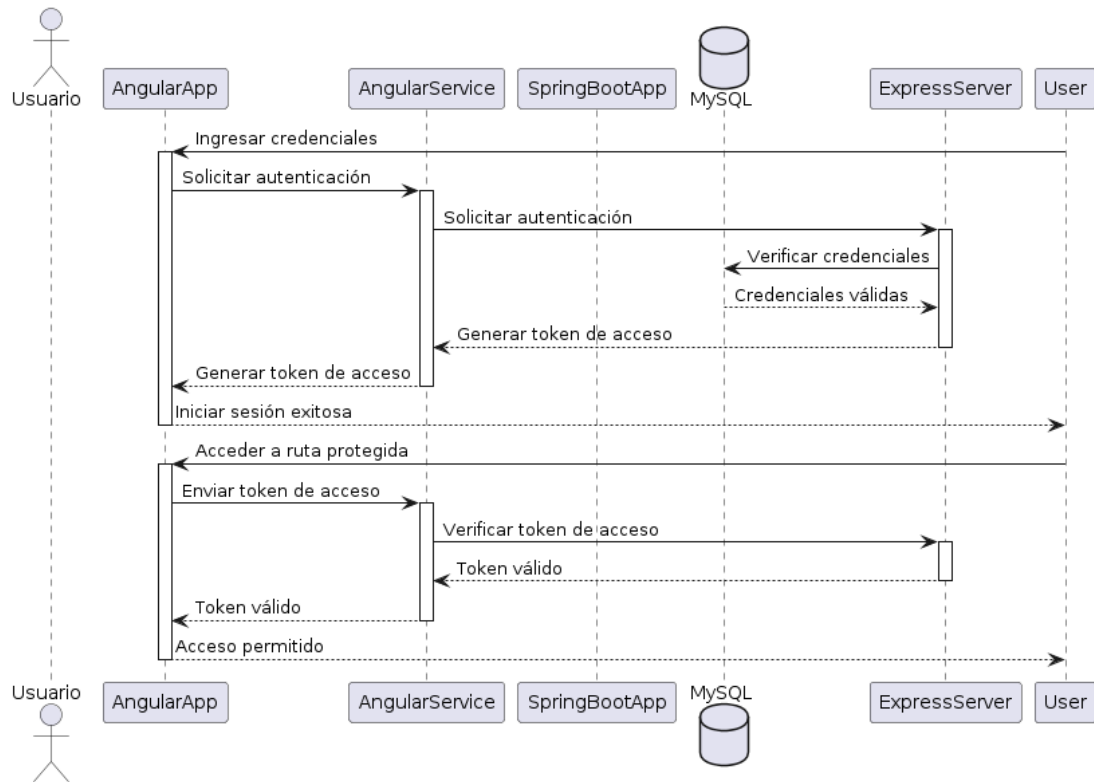 Usuario
AngularApp
AngularService
SpringBootApp
MySQL
ExpressServer
User
Ingresar credenciales
Solicitar autenticación
Solicitar autenticación
Verificar credenciales
Credenciales válidas
Generar token de acceso
Generar token de acceso
Iniciar sesión exitosa
Acceder a ruta protegida
Enviar token de acceso
Verificar token de acceso
Token válido
Token válido
Acceso permitido
Usuario
AngularApp
AngularService
SpringBootApp
MySQL
ExpressServer
User